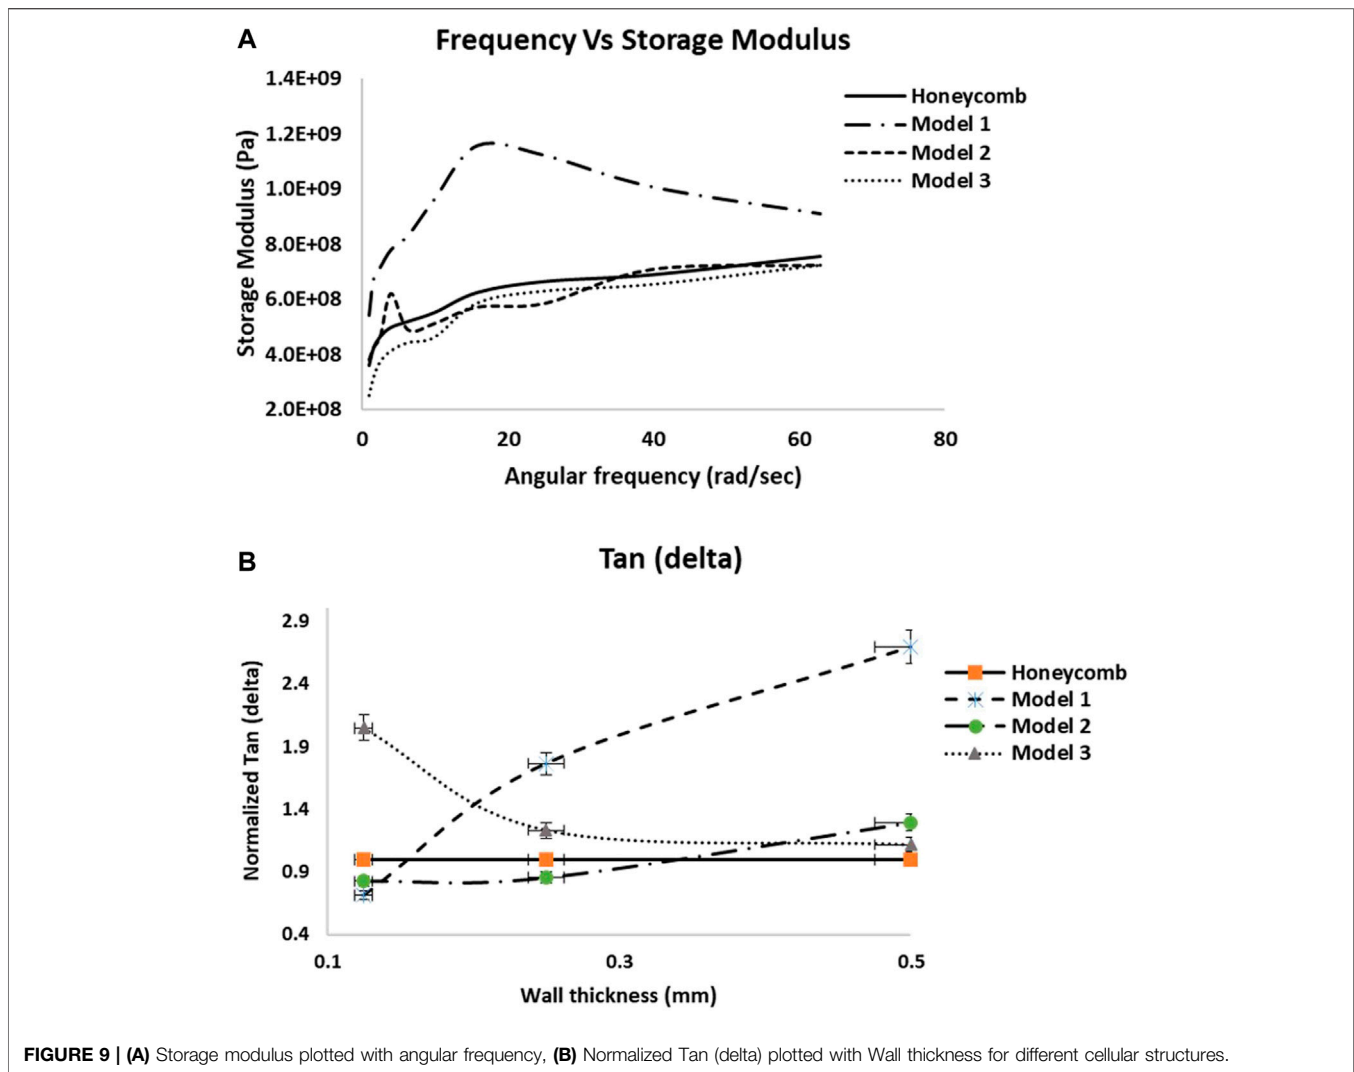 A
Frequency Vs Storage Modulus
1.4E+09
1.2E+09
1.0E+09
8.0E+08
6.0E+08
4.0E+08
2.0E+08
Storage Modulus (Pa)
0 20 40 60 80
Angular frequency (rad/sec)
Honeycomb
Model 1
Model 2
Model 3
B
Tan (delta)
2.9
2.4
1.9
1.4
0.9
0.4
Normalized Tan (delta)
0.1 0.3 0.5
Wall thickness (mm)
Honeycomb
Model 1
Model 2
Model 3
FIGURE 9 | (A) Storage modulus plotted with angular frequency, (B) Normalized Tan (delta) plotted with Wall thickness for different cellular structures.